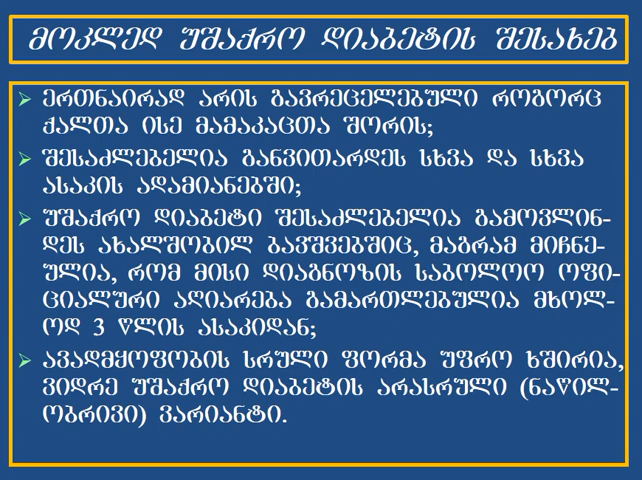 მოკლედ უშაქრო დიაბეტის შესახებ
ერთნაირად არის გავრეცელებული როგორც
ქალთა ისე მამაკაცთა შორის;
შესაძლებელია განვითარდეს სხვა და სხვა
ასაკის ადამიანებში;
უშაქრო დიაბეტი შესაძლებელია გამოვლინ-
დეს ახალშობილ ბავშვებშიც, მაგრამ მიჩნე-
ულია, რომ მისი დიაგნოზის საბოლოო ოფი-
ციალური აღიარება გამართლებულია მხოლ-
ოდ 3 წლის ასაკიდან;
ავადმყოფობის სრული ფორმა უფრო ხშირია,
ვიდრე უშაქრო დიაბეტის არასრული (ნაწილ-
ობრივი) ვარიანტი.